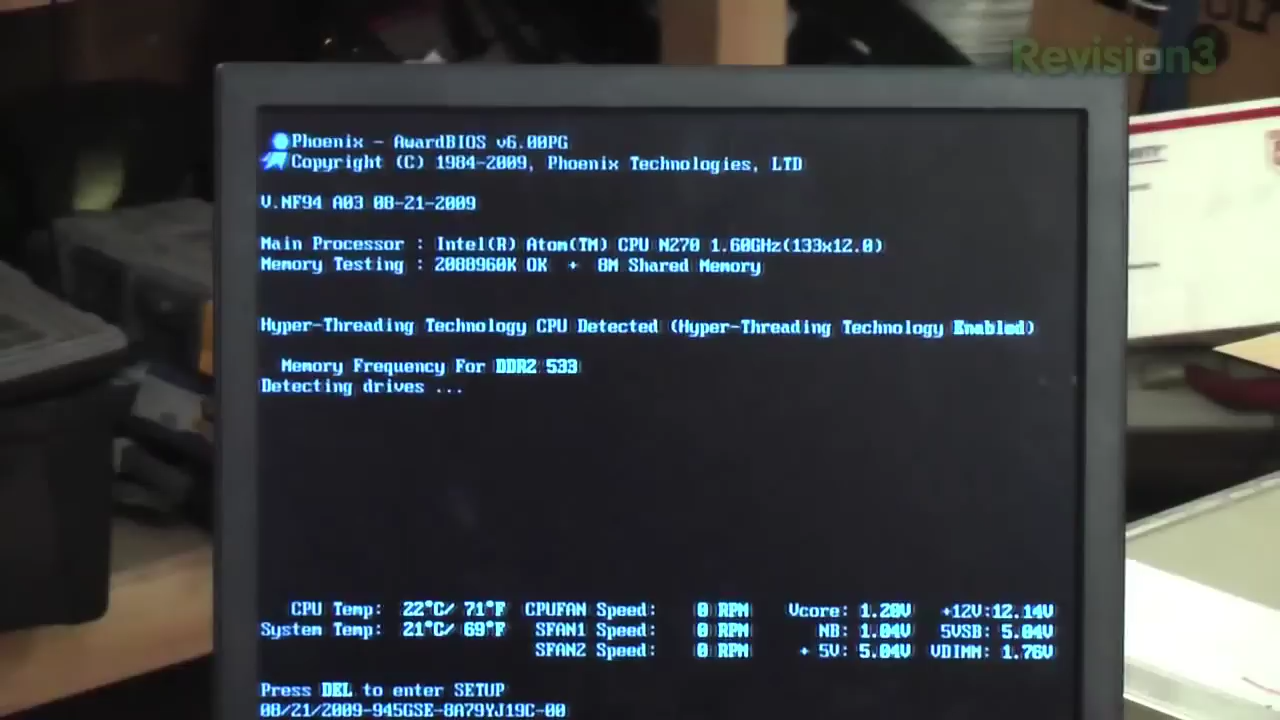 Revision3
Phoenix - AwardBIOS v6.00PG
Copyright (C) 1984-2009, Phoenix Technologies, LTD
V.NF94 A03 08-21-2009
Main Processor : Intel(R) Atom(TM) CPU N270 1.60GHz(133x12.0)
Memory Testing : 2088960K OK + 8M Shared Memory
Hyper-Threading Technology CPU Detected (Hyper-Threading Technology Enabled)
Memory Frequency For DDR2 533
Detecting drives ...
CPU Temp: 22°C/ 71°F CPUFAN Speed: 0 RPM Vcore: 1.20V +12V:12.14V
System Temp: 21°C/ 69°F SFAN1 Speed: 0 RPM NB: 1.04V 5VSB: 5.04V
SFAN2 Speed: 0 RPM + 5V: 5.04V VDIMM: 1.76V
Press DEL to enter SETUP
08/21/2009-945GSE-8A79YJ19C-00